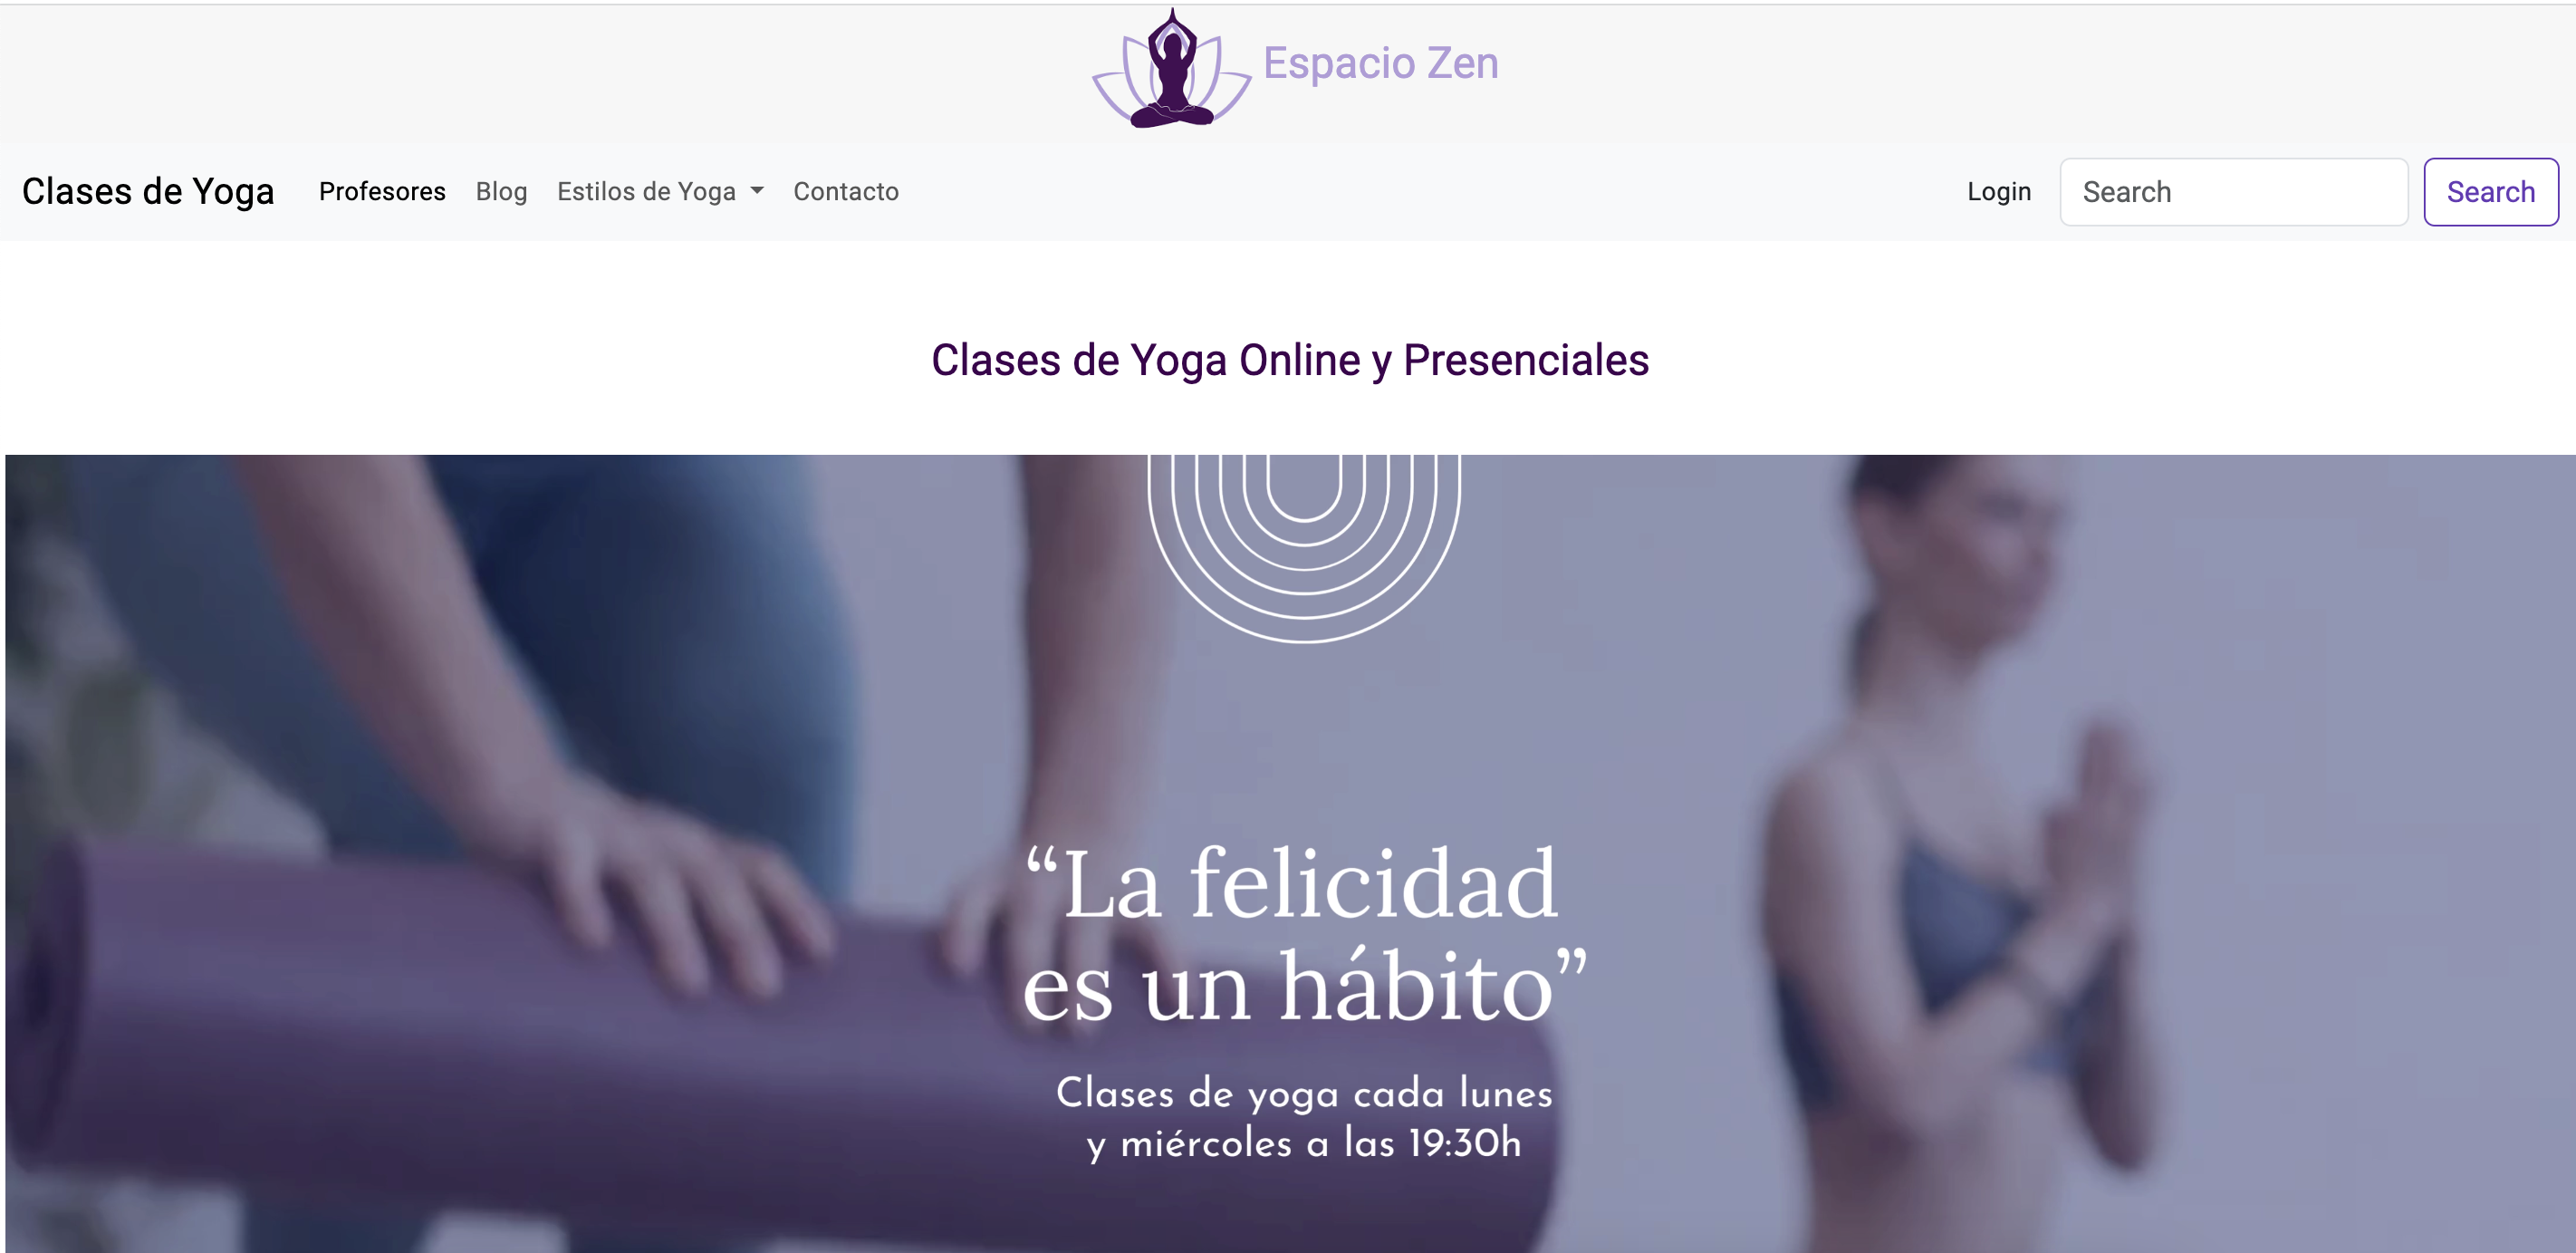 Espacio Zen
Clases de Yoga Profesores Blog Estilos de Yoga Contacto Login Search Search
Clases de Yoga Online y Presenciales
“La felicidad
es un hábito”
Clases de yoga cada lunes
y miércoles a las 19:30h